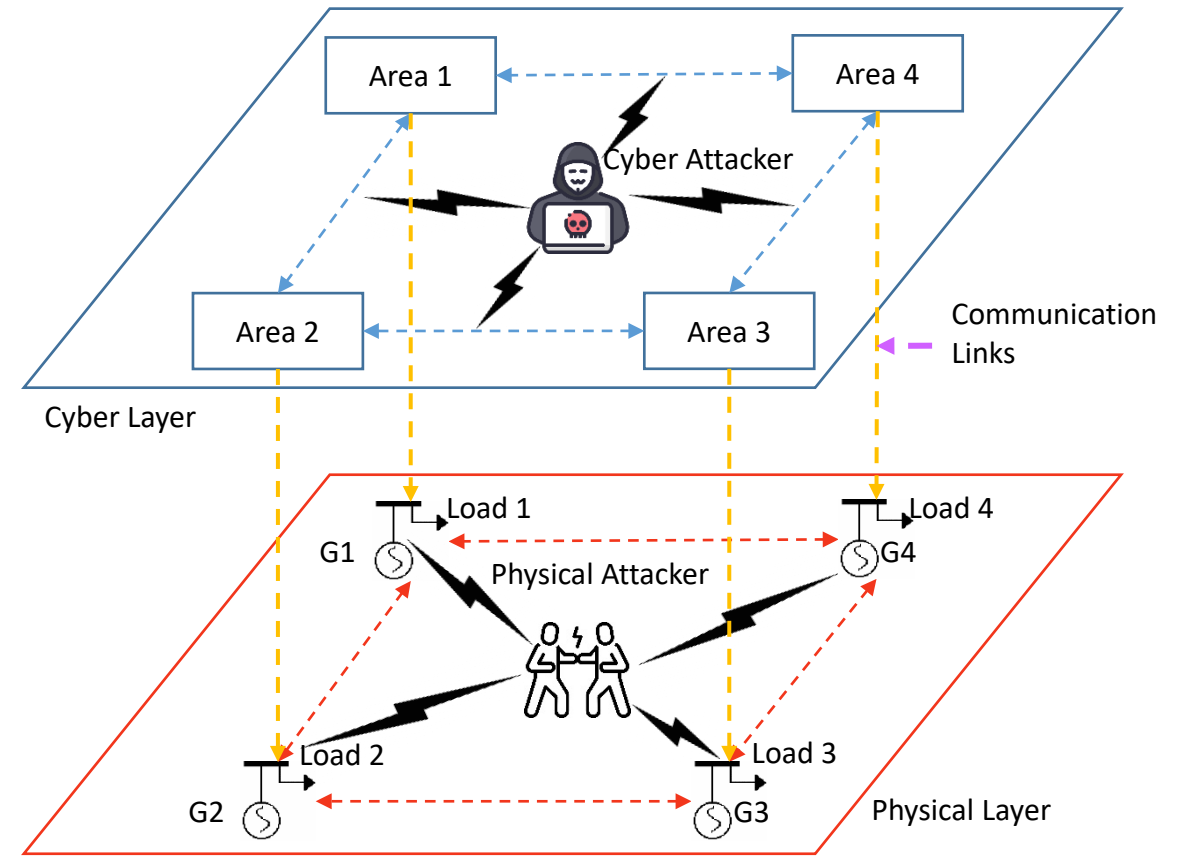 Area 1
Area 4
Cyber Attacker
Area 2
Area 3
Communication
Links
Cyber Layer
Load 1
Load 4
G1
G4
Physical Attacker
Load 2
Load 3
G2
G3
Physical Layer